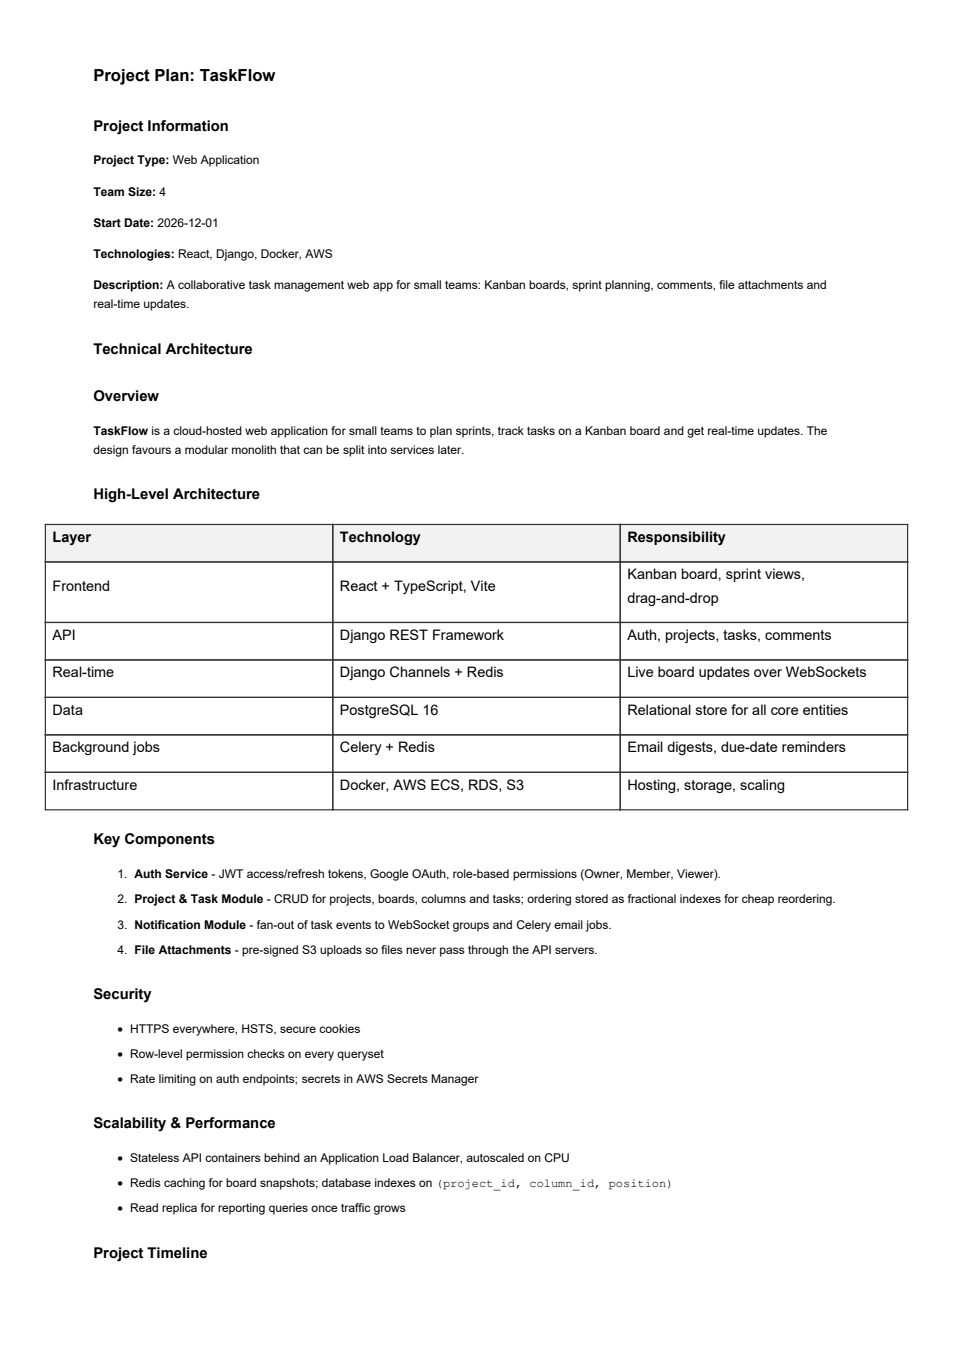 Project Plan: TaskFlow
Project Information
Project Type: Web Application
Team Size: 4
Start Date: 2026-12-01
Technologies: React, Django, Docker, AWS
Description: A collaborative task management web app for small teams: Kanban boards, sprint planning, comments, file attachments and
real-time updates.
Technical Architecture
Overview
TaskFlow is a cloud-hosted web application for small teams to plan sprints, track tasks on a Kanban board and get real-time updates. The
design favours a modular monolith that can be split into services later.
High-Level Architecture
Layer Technology Responsibility
Frontend React + TypeScript, Vite Kanban board, sprint views,
drag-and-drop
API Django REST Framework Auth, projects, tasks, comments
Real-time Django Channels + Redis Live board updates over WebSockets
Data PostgreSQL 16 Relational store for all core entities
Background jobs Celery + Redis Email digests, due-date reminders
Infrastructure Docker, AWS ECS, RDS, S3 Hosting, storage, scaling
Key Components
1. Auth Service - JWT access/refresh tokens, Google OAuth, role-based permissions (Owner, Member, Viewer).
2. Project & Task Module - CRUD for projects, boards, columns and tasks; ordering stored as fractional indexes for cheap reordering.
3. Notification Module - fan-out of task events to WebSocket groups and Celery email jobs.
4. File Attachments - pre-signed S3 uploads so files never pass through the API servers.
Security
• HTTPS everywhere, HSTS, secure cookies
• Row-level permission checks on every queryset
• Rate limiting on auth endpoints; secrets in AWS Secrets Manager
Scalability & Performance
• Stateless API containers behind an Application Load Balancer, autoscaled on CPU
• Redis caching for board snapshots; database indexes on (project_id, column_id, position)
• Read replica for reporting queries once traffic grows
Project Timeline